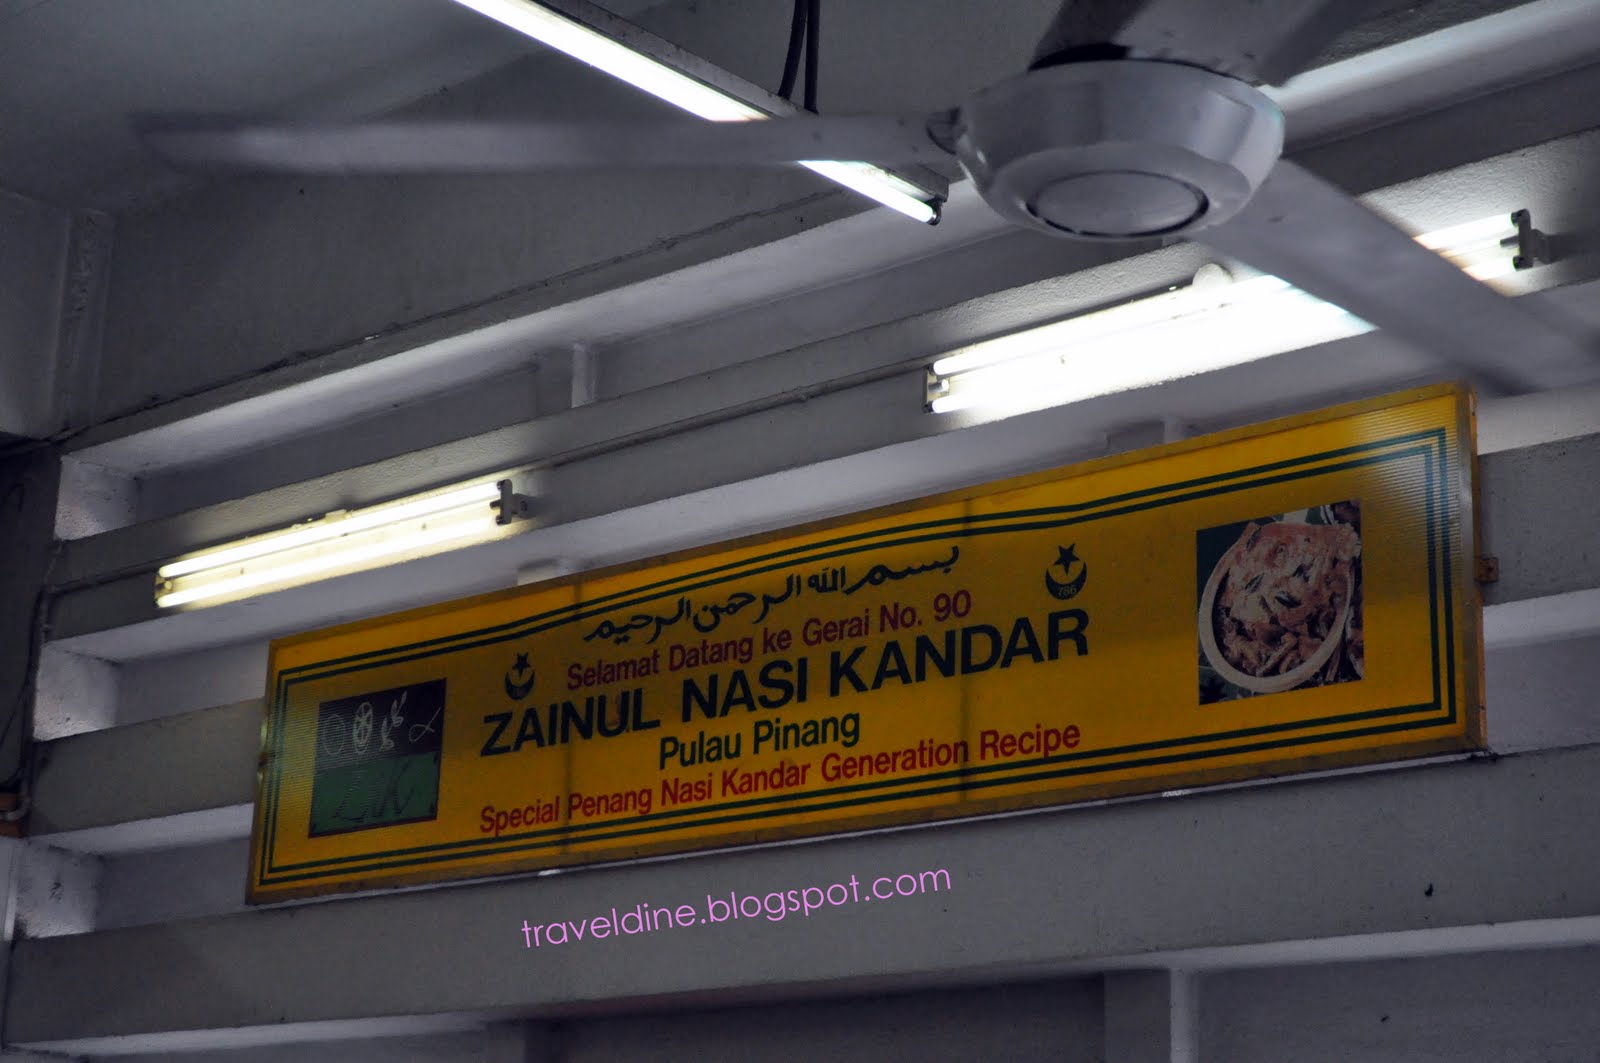 بسم الله الرحمن الرحيم
Selamat Datang ke Gerai No. 90
786
ZAINUL NASI KANDAR
Pulau Pinang
Special Penang Nasi Kandar Generation Recipe
traveldine.blogspot.com